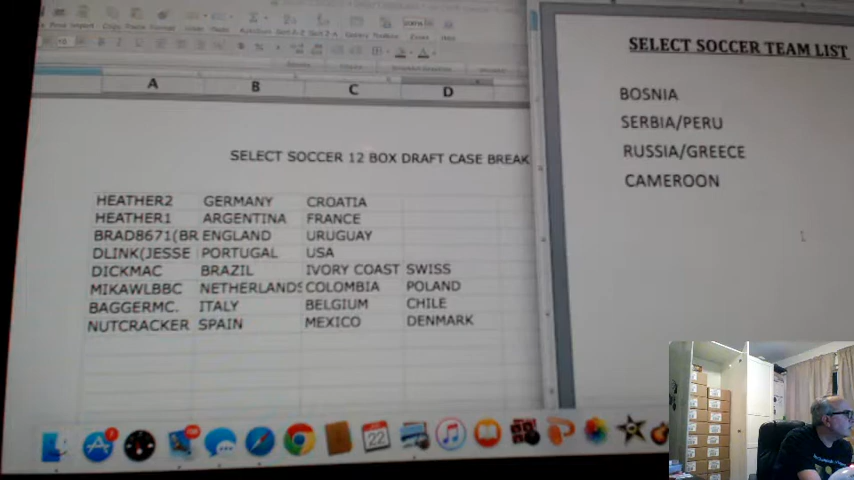 A B C D
SELECT SOCCER 12 BOX DRAFT CASE BREAK
HEATHER2 GERMANY CROATIA
HEATHER1 ARGENTINA FRANCE
BRAD8671(BR ENGLAND URUGUAY
DLINK(JESSE PORTUGAL USA
DICKMAC BRAZIL IVORY COAST SWISS
MIKAWLBBC NETHERLANDS COLOMBIA POLAND
BAGGERMC. ITALY BELGIUM CHILE
NUTCRACKER SPAIN MEXICO DENMARK
SELECT SOCCER TEAM LIST
BOSNIA
SERBIA/PERU
RUSSIA/GREECE
CAMEROON
22